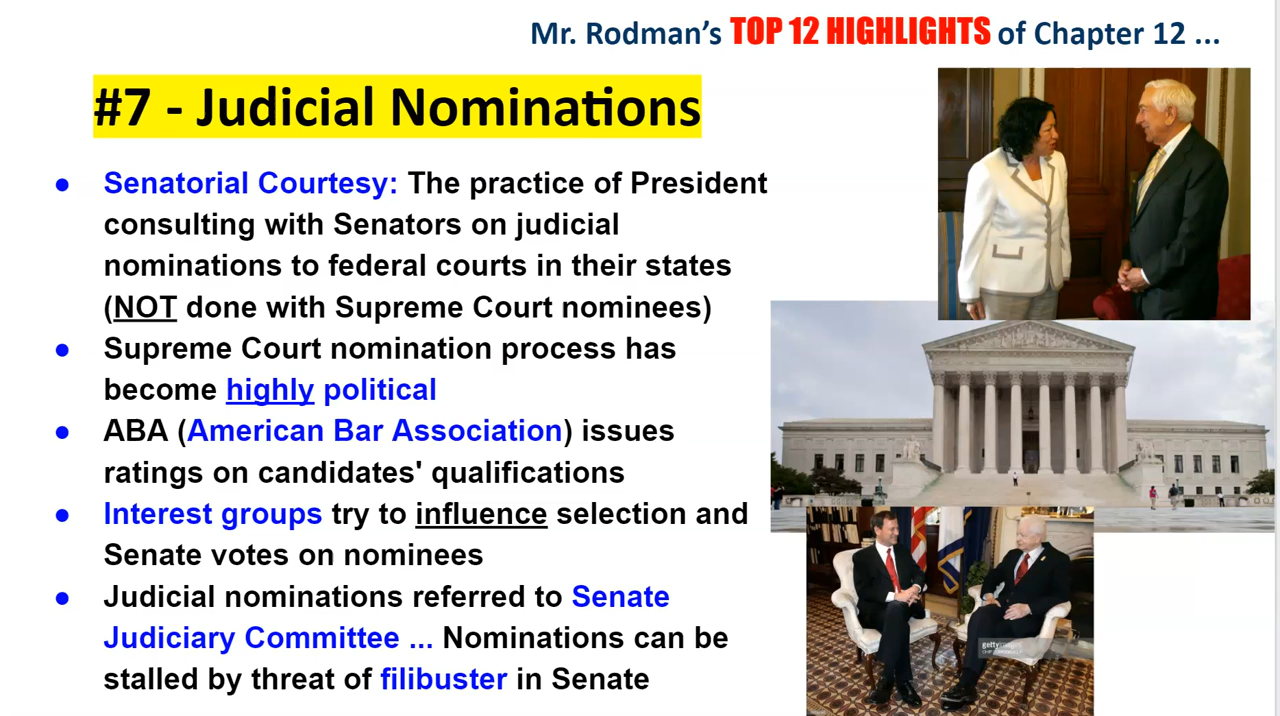 Mr. Rodman's TOP 12 HIGHLIGHTS of Chapter 12 ...
#7 - Judicial Nominations
● Senatorial Courtesy: The practice of President
consulting with Senators on judicial
nominations to federal courts in their states
(NOT done with Supreme Court nominees)
● Supreme Court nomination process has
become highly political
● ABA (American Bar Association) issues
ratings on candidates' qualifications
● Interest groups try to influence selection and
Senate votes on nominees
● Judicial nominations referred to Senate
Judiciary Committee ... Nominations can be
stalled by threat of filibuster in Senate
gettyimages